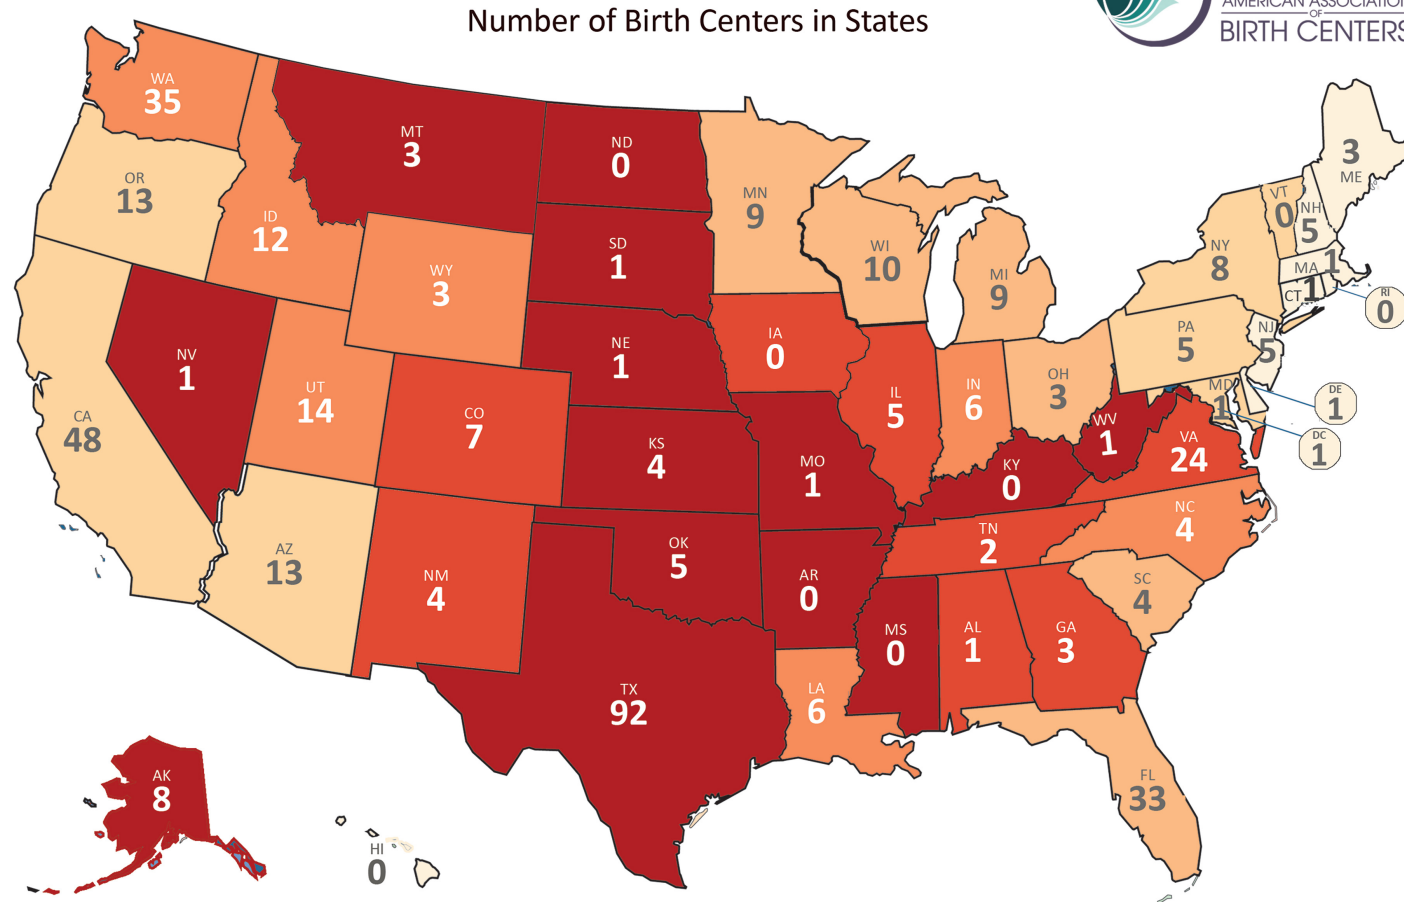 Number of Birth Centers in States
AMERICAN ASSOCIATION
OF
BIRTH CENTERS
WA
35
OR
13
CA
48
NV
1
ID
12
MT
3
WY
3
UT
14
CO
7
AZ
13
NM
4
ND
0
SD
1
NE
1
KS
4
OK
5
TX
92
MN
9
IA
0
MO
1
AR
0
LA
6
WI
10
IL
5
MS
0
MI
9
IN
6
OH
3
KY
0
TN
2
AL
1
GA
3
FL
33
SC
4
NC
4
VA
24
WV
1
MD
1
DE
1
DC
1
PA
5
NJ
5
NY
8
CT
1
RI
0
MA
1
VT
0
NH
5
3
ME
AK
8
HI
0